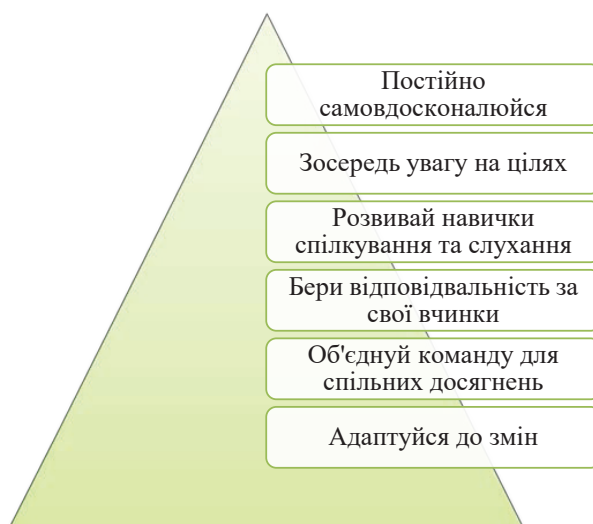 Постійно
самовдосконалюйся
Зосередь увагу на цілях
Розвивай навички
спілкування та слухання
Бери відповідвальність за
свої вчинки
Об'єднуй команду для
спільних досягнень
Адаптуйся до змін